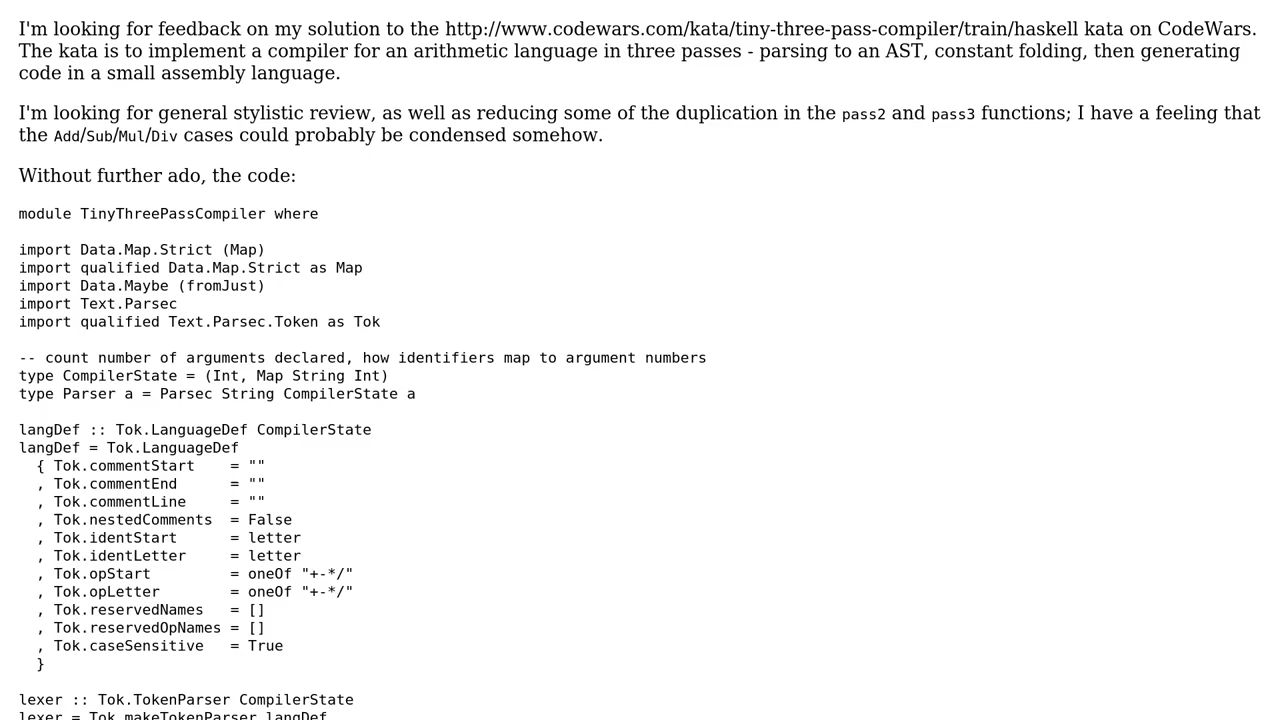 I'm looking for feedback on my solution to the http://www.codewars.com/kata/tiny-three-pass-compiler/train/haskell kata on CodeWars.
The kata is to implement a compiler for an arithmetic language in three passes - parsing to an AST, constant folding, then generating
code in a small assembly language.
I'm looking for general stylistic review, as well as reducing some of the duplication in the pass2 and pass3 functions; I have a feeling that
the Add/Sub/Mul/Div cases could probably be condensed somehow.
Without further ado, the code:
module TinyThreePassCompiler where
import Data.Map.Strict (Map)
import qualified Data.Map.Strict as Map
import Data.Maybe (fromJust)
import Text.Parsec
import qualified Text.Parsec.Token as Tok
-- count number of arguments declared, how identifiers map to argument numbers
type CompilerState = (Int, Map String Int)
type Parser a = Parsec String CompilerState a
langDef :: Tok.LanguageDef CompilerState
langDef = Tok.LanguageDef
  { Tok.commentStart    = ""
  , Tok.commentEnd      = ""
  , Tok.commentLine     = ""
  , Tok.nestedComments  = False
  , Tok.identStart      = letter
  , Tok.identLetter     = letter
  , Tok.opStart         = oneOf "+-*/"
  , Tok.opLetter        = oneOf "+-*/"
  , Tok.reservedNames   = []
  , Tok.reservedOpNames = []
  , Tok.caseSensitive   = True
  }
lexer :: Tok.TokenParser CompilerState
lexer = Tok.makeTokenParser langDef